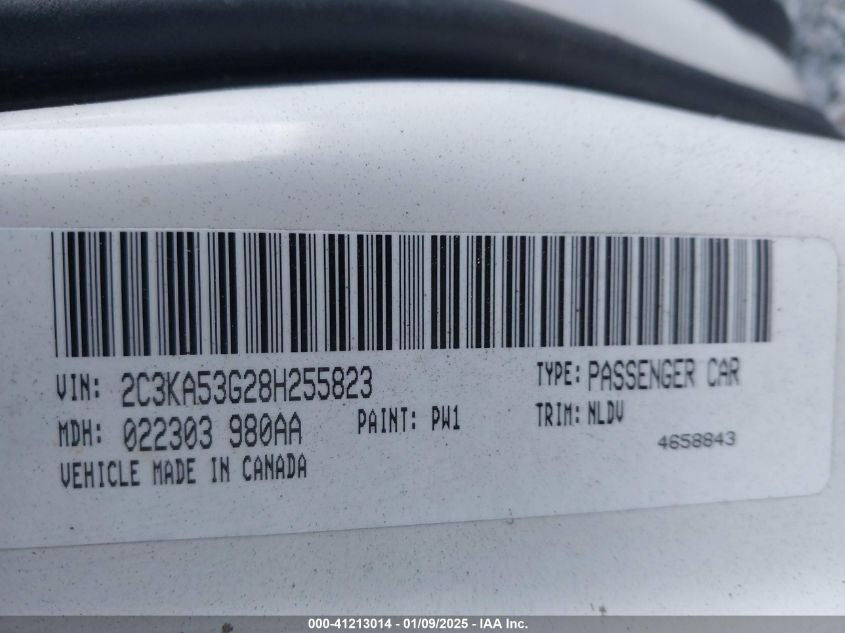 VIN: 2C3KA53G28H255823 TYPE: PASSENGER CAR
MDH: 022303 980AA PAINT: PW1 TRIM: NLDV
4658843
VEHICLE MADE IN CANADA
000-41213014 - 01/09/2025 - IAA Inc.